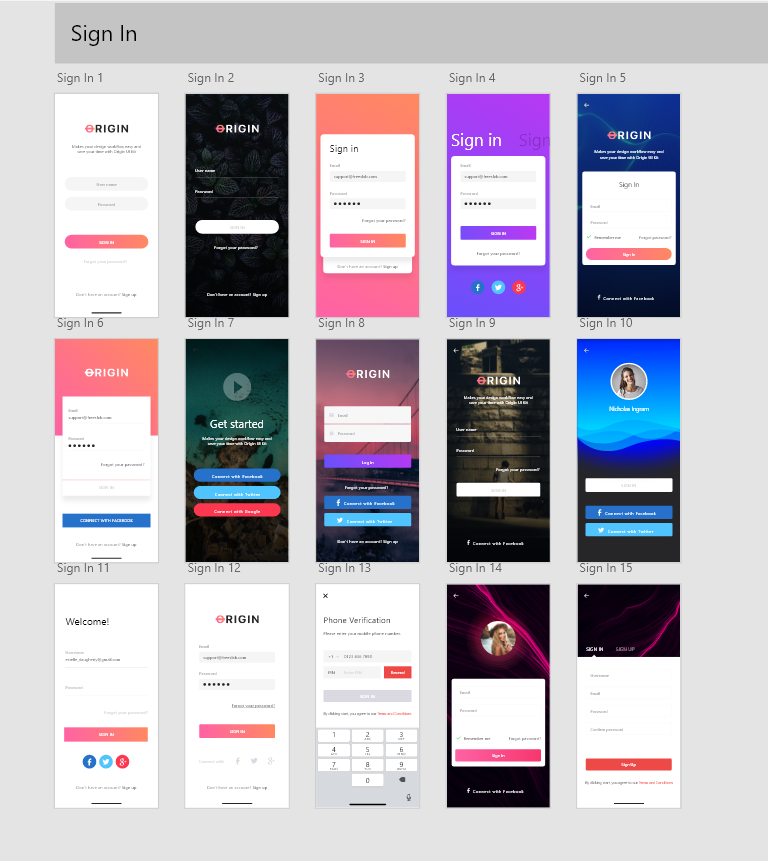 Sign In
Sign In 1
Sign In 2
Sign In 3
Sign In 4
Sign In 5
ORIGIN
Makes your design workflow easy and
save your time with Origin UI Kit
User name
Password
SIGN IN
Forgot your password?
Don't have an account? Sign up
ORIGIN
User name
Password
SIGN IN
Forgot your password?
Don't have an account? Sign up
Sign in
Email
support@freebik.com
Password
Forgot your password?
SIGN IN
Don't have an account? Sign up
Sign in
Sign
Email
support@freebik.com
Password
SIGN IN
Forgot your password?
ORIGIN
Makes your design workflow easy and
save your time with Origin UI Kit
Sign In
Email
Password
Remember me
Forgot password?
Sign In
Connect with Facebook
Sign In 6
Sign In 7
Sign In 8
Sign In 9
Sign In 10
ORIGIN
Email
support@freebik.com
Password
Forgot your password?
SIGN IN
CONNECT WITH FACEBOOK
Don't have an account? Sign up
Get started
Makes your design workflow easy and
save your time with Origin UI Kit
Connect with Facebook
Connect with Twitter
Connect with Google
ORIGIN
Email
Password
Log In
Forgot your password?
Connect with Facebook
Connect with Twitter
Don't have an account? Sign up
ORIGIN
Makes your design workflow easy and
save your time with Origin UI Kit
User name
Password
Forgot your password?
SIGN IN
Connect with Facebook
Nicholas Ingram
Connect with Facebook
Connect with Twitter
Sign In 11
Sign In 12
Sign In 13
Sign In 14
Sign In 15
Welcome!
Username
Password
Forgot your password?
SIGN IN
Don't have an account? Sign up
ORIGIN
Email
support@freebik.com
Password
Forgot your password?
SIGN IN
Connect with
Don't have an account? Sign up
Phone Verification
Please enter your mobile phone number.
+1
SIGN IN
By clicking start, you agree to our Terms and Conditions
1
2
ABC
3
DEF
4
GHI
5
JKL
6
MNO
7
PQRS
8
TUV
9
WXYZ
0
Email
Password
Remember me
Forgot password?
Sign In
Connect with Facebook
SIGN IN
SIGN UP
Username
Email
Password
Confirm password
Sign Up
By clicking start, you agree to our Terms and Conditions